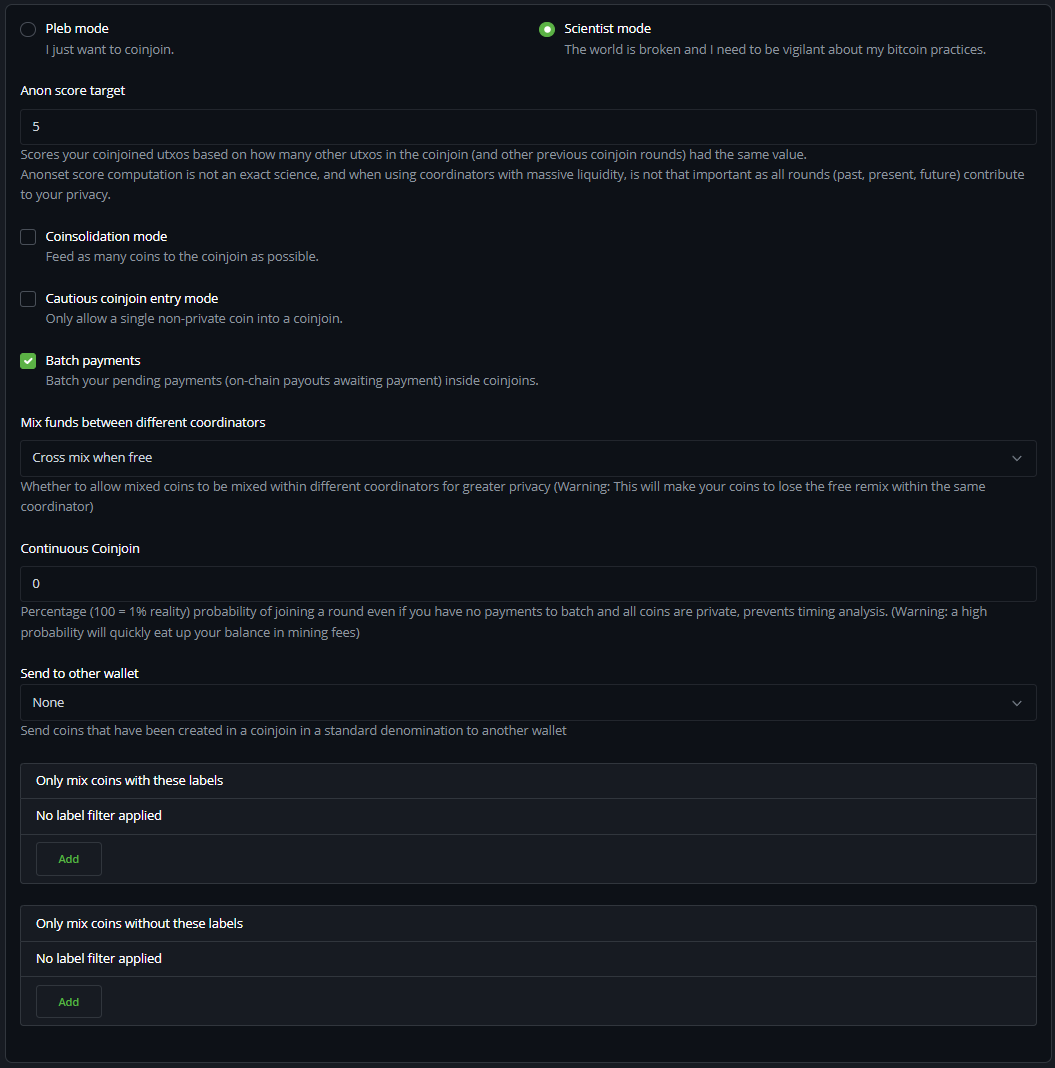 Pleb mode
I just want to coinjoin.
Scientist mode
The world is broken and I need to be vigilant about my bitcoin practices.
Anon score target
5
Scores your coinjoined utxos based on how many other utxos in the coinjoin (and other previous coinjoin rounds) had the same value.
Anonset score computation is not an exact science, and when using coordinators with massive liquidity, is not that important as all rounds (past, present, future) contribute
to your privacy.
Coinsolidation mode
Feed as many coins to the coinjoin as possible.
Cautious coinjoin entry mode
Only allow a single non-private coin into a coinjoin.
Batch payments
Batch your pending payments (on-chain payouts awaiting payment) inside coinjoins.
Mix funds between different coordinators
Cross mix when free
Whether to allow mixed coins to be mixed within different coordinators for greater privacy (Warning: This will make your coins to lose the free remix within the same
coordinator)
Continuous Coinjoin
0
Percentage (100 = 1% reality) probability of joining a round even if you have no payments to batch and all coins are private, prevents timing analysis. (Warning: a high
probability will quickly eat up your balance in mining fees)
Send to other wallet
None
Send coins that have been created in a coinjoin in a standard denomination to another wallet
Only mix coins with these labels
No label filter applied
Add
Only mix coins without these labels
No label filter applied
Add